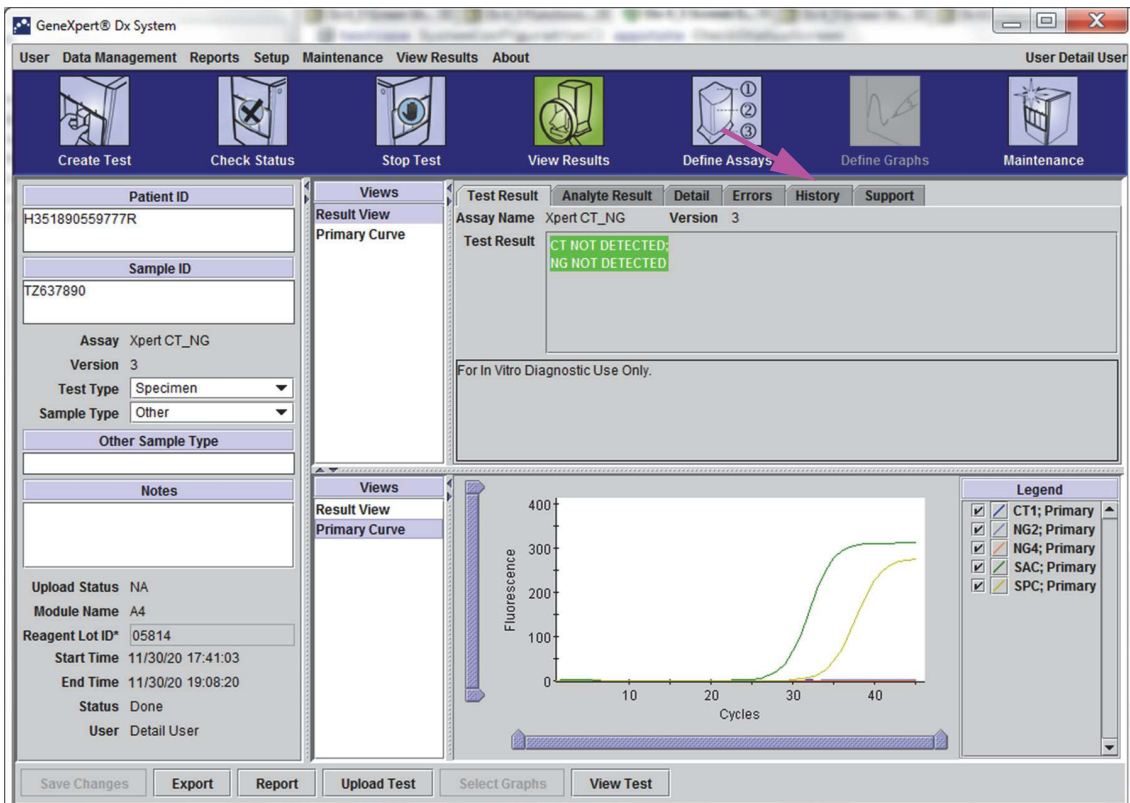 GeneXpert® Dx System
User Data Management Reports Setup Maintenance View Results About User Detail User
Create Test Check Status Stop Test View Results Define Assays Define Graphs Maintenance
Patient ID
H351890559777R
Sample ID
TZ637890
Assay Xpert CT_NG
Version 3
Test Type Specimen
Sample Type Other
Other Sample Type
Notes
Upload Status NA
Module Name A4
Reagent Lot ID* 05814
Start Time 11/30/20 17:41:03
End Time 11/30/20 19:08:20
Status Done
User Detail User
Views
Result View
Primary Curve
Test Result Analyte Result Detail Errors History Support
Assay Name Xpert CT_NG Version 3
Test Result CT NOT DETECTED;
NG NOT DETECTED
For In Vitro Diagnostic Use Only.
Views
Result View
Primary Curve
400
300
200
100
0
Fluorescence
10 20 30 40
Cycles
Legend
CT1; Primary
NG2; Primary
NG4; Primary
SAC; Primary
SPC; Primary
Save Changes Export Report Upload Test Select Graphs View Test